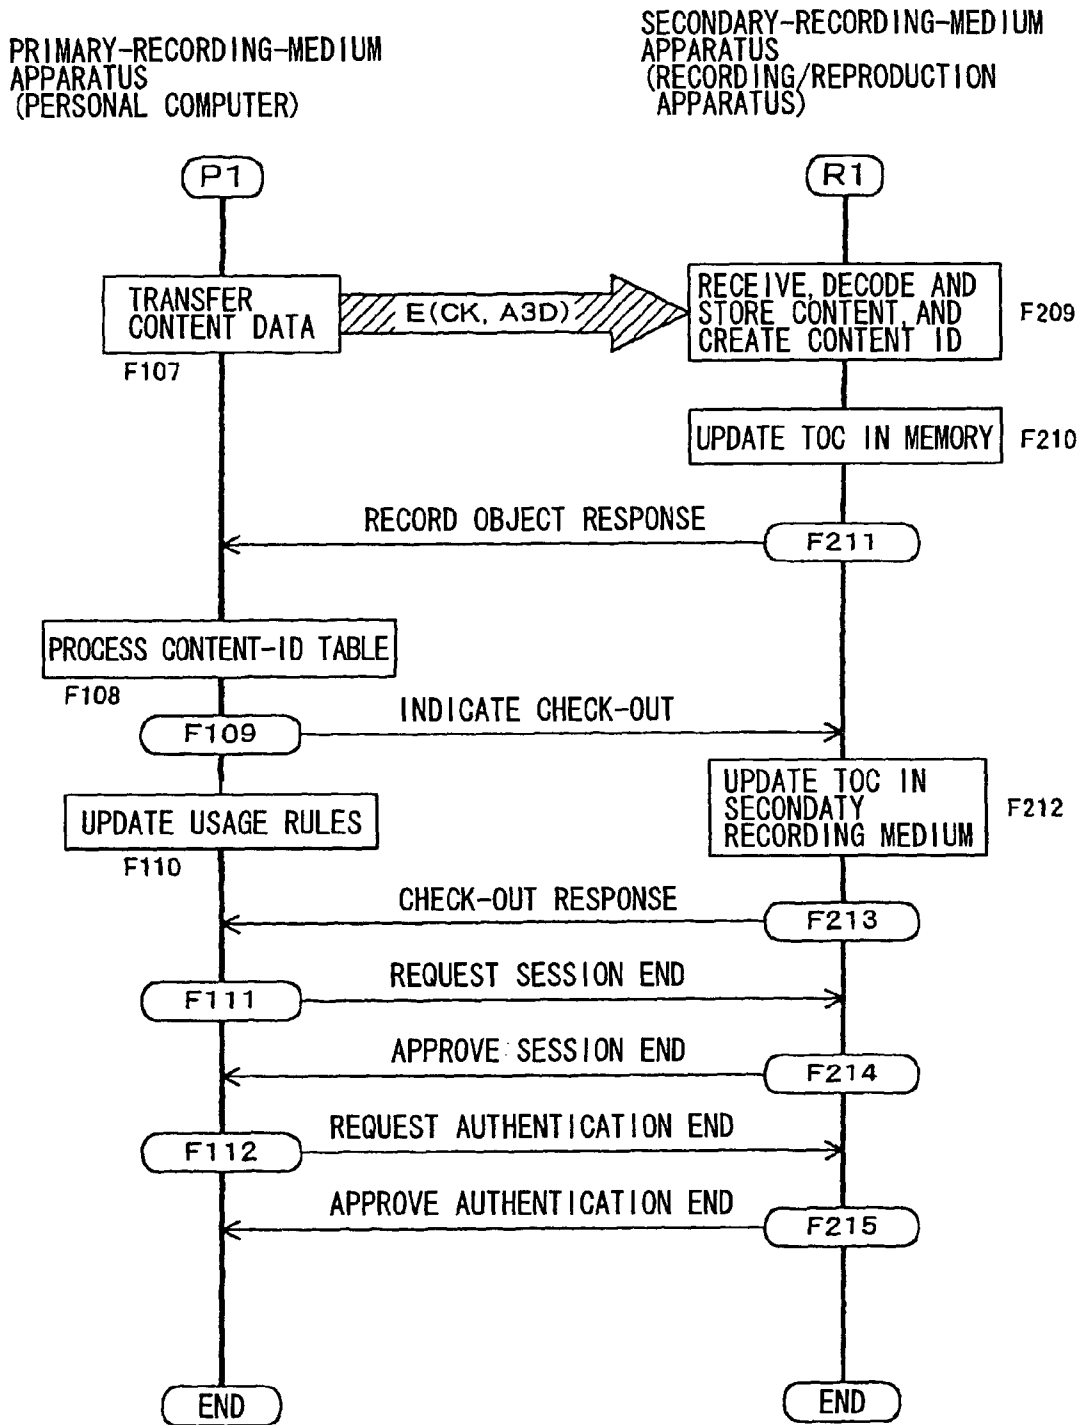 PRIMARY-RECORDING-MEDIUM
APPARATUS
(PERSONAL COMPUTER)
SECONDARY-RECORDING-MEDIUM
APPARATUS
(RECORDING/REPRODUCTION
APPARATUS)
P1
R1
TRANSFER
CONTENT DATA
F107
E(CK, A3D)
RECEIVE, DECODE AND
STORE CONTENT, AND
CREATE CONTENT ID
F209
UPDATE TOC IN MEMORY
F210
RECORD OBJECT RESPONSE
F211
PROCESS CONTENT-ID TABLE
F108
INDICATE CHECK-OUT
F109
UPDATE TOC IN
SECONDATY
RECORDING MEDIUM
F212
UPDATE USAGE RULES
F110
CHECK-OUT RESPONSE
F213
REQUEST SESSION END
F111
APPROVE SESSION END
F214
REQUEST AUTHENTICATION END
F112
APPROVE AUTHENTICATION END
F215
END
END